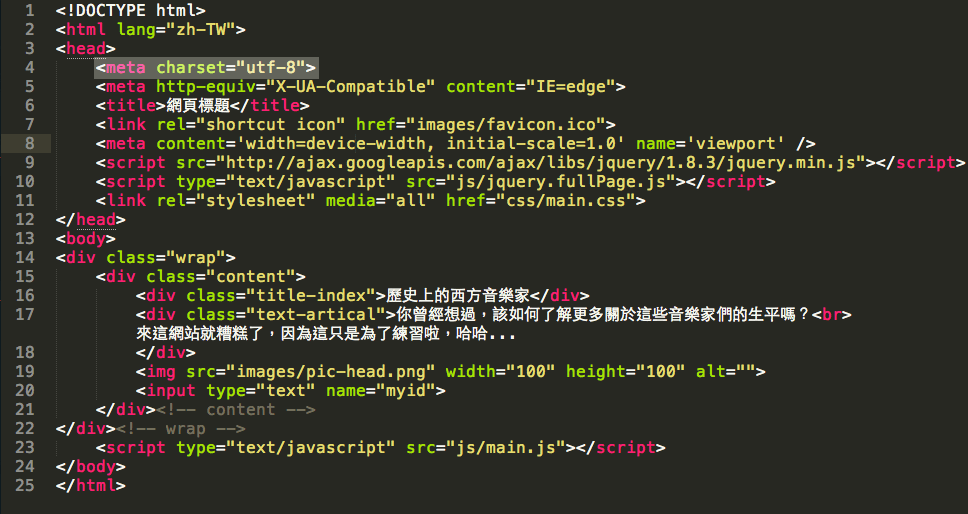 1 <!DOCTYPE html>
2 <html lang="zh-TW">
3 <head>
4 <meta charset="utf-8">
5 <meta http-equiv="X-UA-Compatible" content="IE=edge">
6 <title>網頁標題</title>
7 <link rel="shortcut icon" href="images/favicon.ico">
8 <meta content='width=device-width, initial-scale=1.0' name='viewport' />
9 <script src="http://ajax.googleapis.com/ajax/libs/jquery/1.8.3/jquery.min.js"></script>
10 <script type="text/javascript" src="js/jquery.fullPage.js"></script>
11 <link rel="stylesheet" media="all" href="css/main.css">
12 </head>
13 <body>
14 <div class="wrap">
15 <div class="content">
16 <div class="title-index">歷史上的西方音樂家</div>
17 <div class="text-artical">你曾經想過，該如何了解更多關於這些音樂家們的生平嗎？<br>
來這網站就糟糕了，因為這只是為了練習啦，哈哈...
18 </div>
19 <img src="images/pic-head.png" width="100" height="100" alt="">
20 <input type="text" name="myid">
21 </div><!-- content -->
22 </div><!-- wrap -->
23 <script type="text/javascript" src="js/main.js"></script>
24 </body>
25 </html>